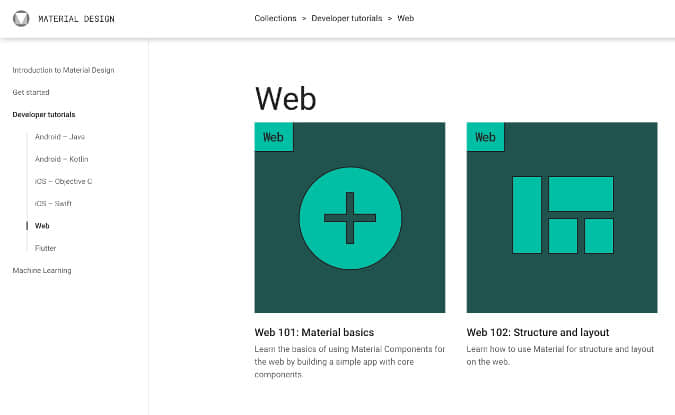 MATERIAL DESIGN
Collections > Developer tutorials > Web
Introduction to Material Design
Get started
Developer tutorials
Android – Java
Android – Kotlin
iOS – Objective C
iOS – Swift
Web
Flutter
Machine Learning
Web
Web
Web 101: Material basics
Learn the basics of using Material Components for
the web by building a simple app with core
components.
Web
Web 102: Structure and layout
Learn how to use Material for structure and layout
on the web.